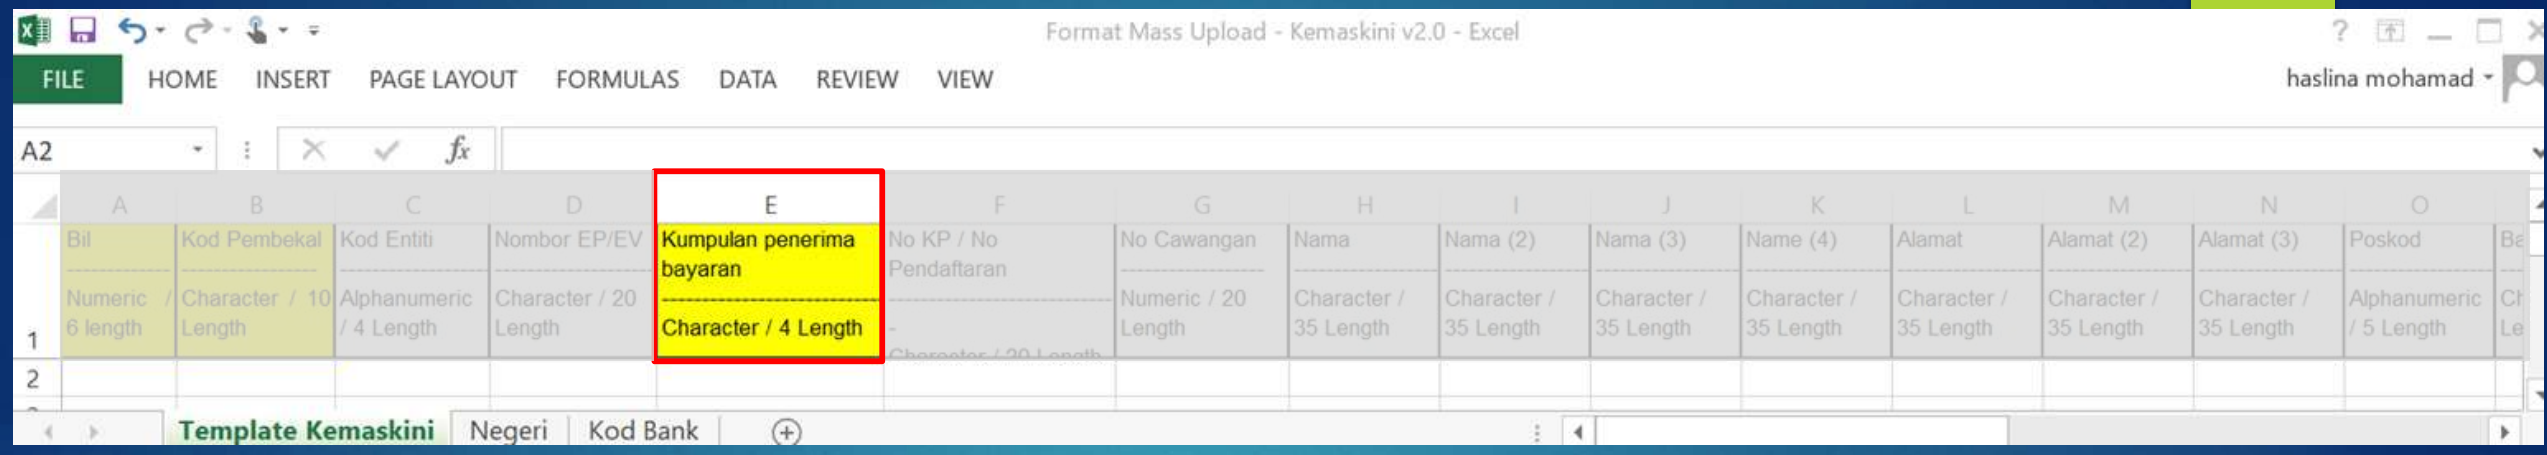 Format Mass Upload - Kemaskini v2.0 - Excel
?
FILE HOME INSERT PAGE LAYOUT FORMULAS DATA REVIEW VIEW
haslina mohamad
A2 fx
A B C D E F G H I J K L M N O
1
Bil
--------------
Numeric / 6 length
Kod Pembekal
--------------
Character / 10 Length
Kod Entiti
--------------
Alphanumeric / 4 Length
Nombor EP/EV
--------------
Character / 20 Length
Kumpulan penerima bayaran
--------------
Character / 4 Length
No KP / No Pendaftaran
--------------
-
Character / 20 Length
No Cawangan
--------------
Numeric / 20 Length
Nama
--------------
Character / 35 Length
Nama (2)
--------------
Character / 35 Length
Nama (3)
--------------
Character / 35 Length
Name (4)
--------------
Character / 35 Length
Alamat
--------------
Character / 35 Length
Alamat (2)
--------------
Character / 35 Length
Alamat (3)
--------------
Character / 35 Length
Poskod
--------------
Alphanumeric / 5 Length
2
Template Kemaskini Negeri Kod Bank